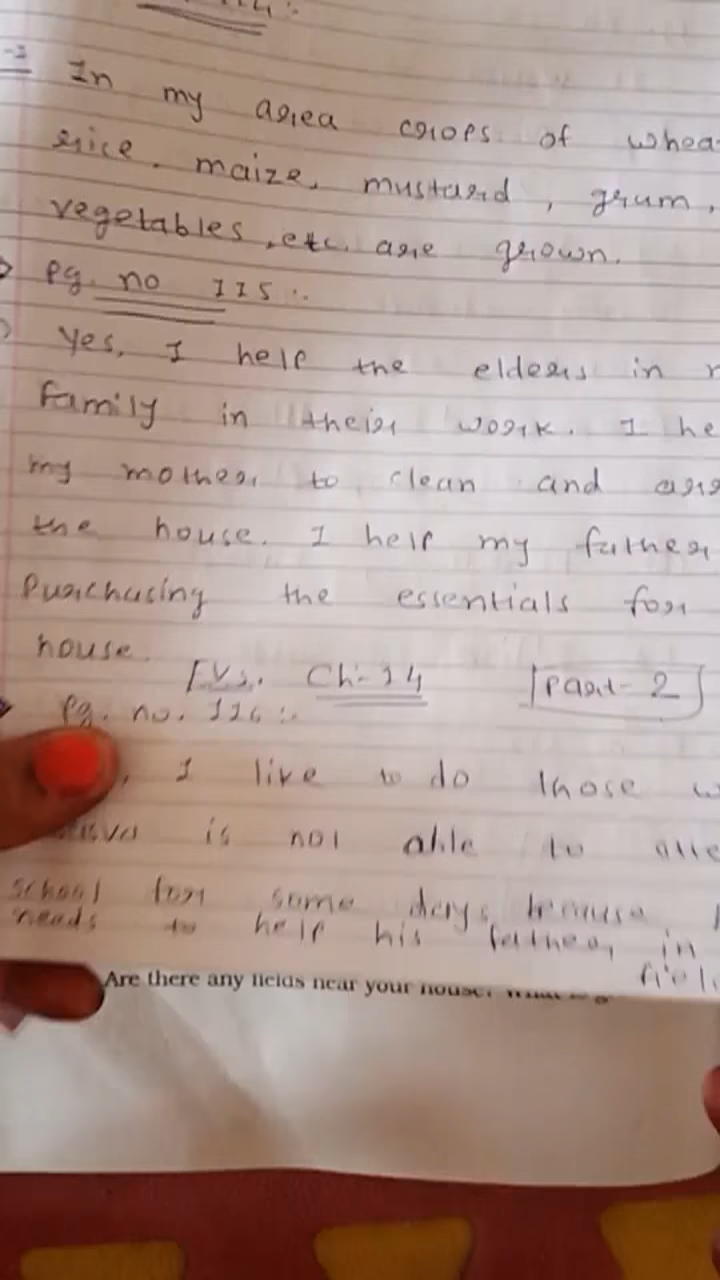 In my area crops of whea
rice. maize, mustard, grum,
vegetables, etc. are grown.
Pg. no 115:.
Yes, I help the elders in
Family in their work. I he
my mother to clean and arr
the house. I help my father
Purchasing the essentials for
house.
EVS. Ch-14 Part-2
Pg. no. 116:.
I like to do those w
is not able to atte
school for some days because
needs to help his father in
fiel
Are there any fields near your house?